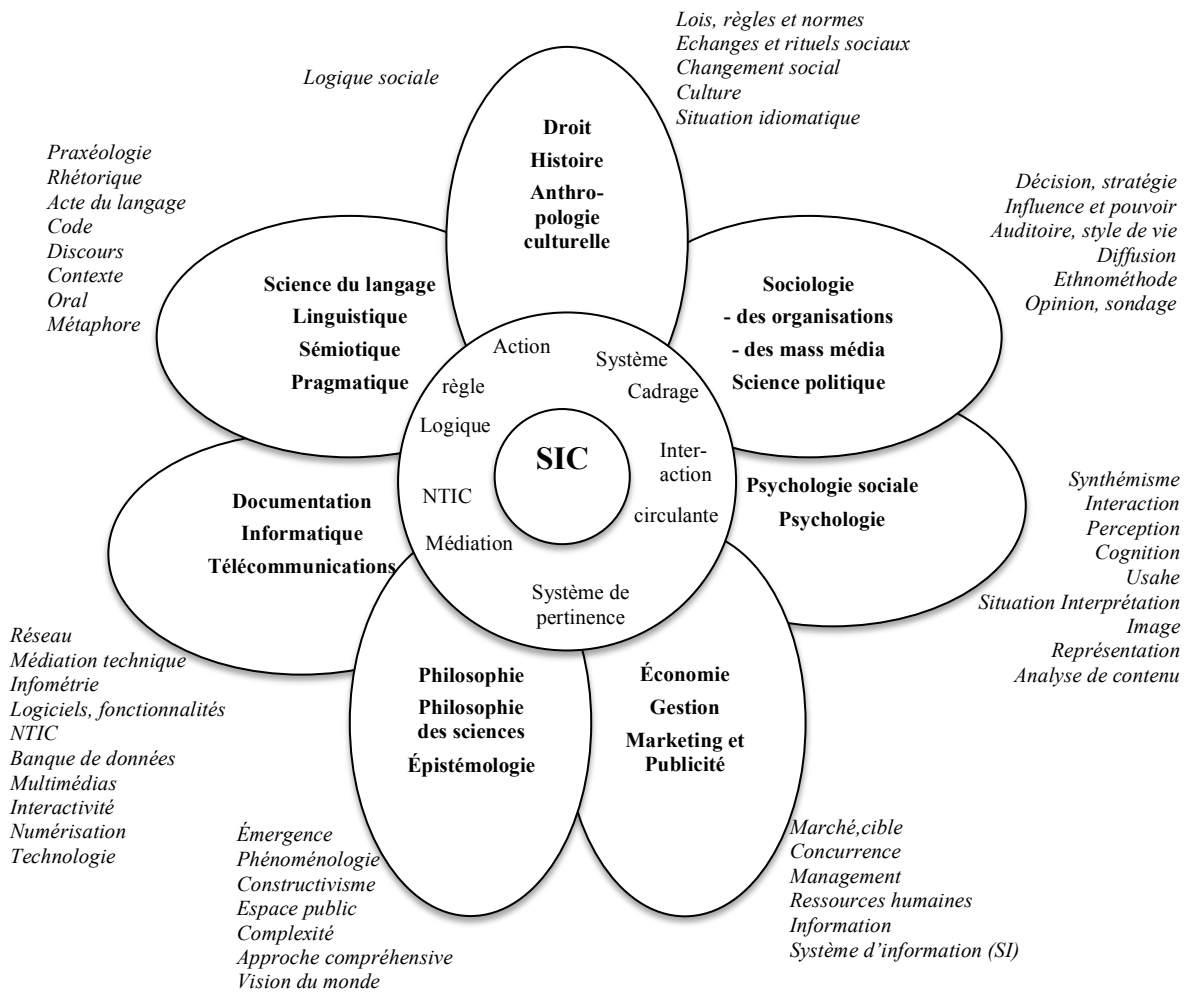 Lois, règles et normes
Echanges et rituels sociaux
Changement social
Culture
Situation idiomatique
Logique sociale
Droit
Histoire
Anthro-
pologie
culturelle
Praxéologie
Rhétorique
Acte du langage
Code
Discours
Contexte
Oral
Métaphore
Décision, stratégie
Influence et pouvoir
Auditoire, style de vie
Diffusion
Ethnométhode
Opinion, sondage
Science du langage
Linguistique
Sémiotique
Pragmatique
Sociologie
- des organisations
- des mass média
Science politique
Action
Système
Cadrage
règle
Logique
Inter-
action
circulante
SIC
NTIC
Médiation
Système de
pertinence
Documentation
Informatique
Télécommunications
Psychologie sociale
Psychologie
Synthémisme
Interaction
Perception
Cognition
Usahe
Situation Interprétation
Image
Représentation
Analyse de contenu
Réseau
Médiation technique
Infométrie
Logiciels, fonctionnalités
NTIC
Banque de données
Multimédias
Interactivité
Numérisation
Technologie
Philosophie
Philosophie
des sciences
Épistémologie
Économie
Gestion
Marketing et
Publicité
Émergence
Phénoménologie
Constructivisme
Espace public
Complexité
Approche compréhensive
Vision du monde
Marché,cible
Concurrence
Management
Ressources humaines
Information
Système d’information (SI)